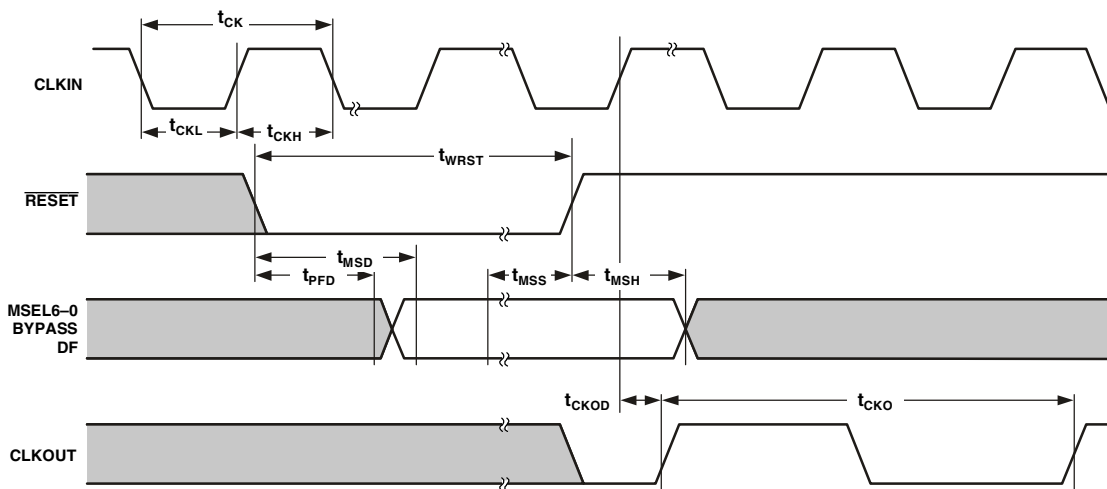 tCK
CLKIN
tCKL
tCKH
tWRST
RESET
tMSD
tPFD
tMSS
tMSH
MSEL6–0
BYPASS
DF
tCKOD
tCKO
CLKOUT